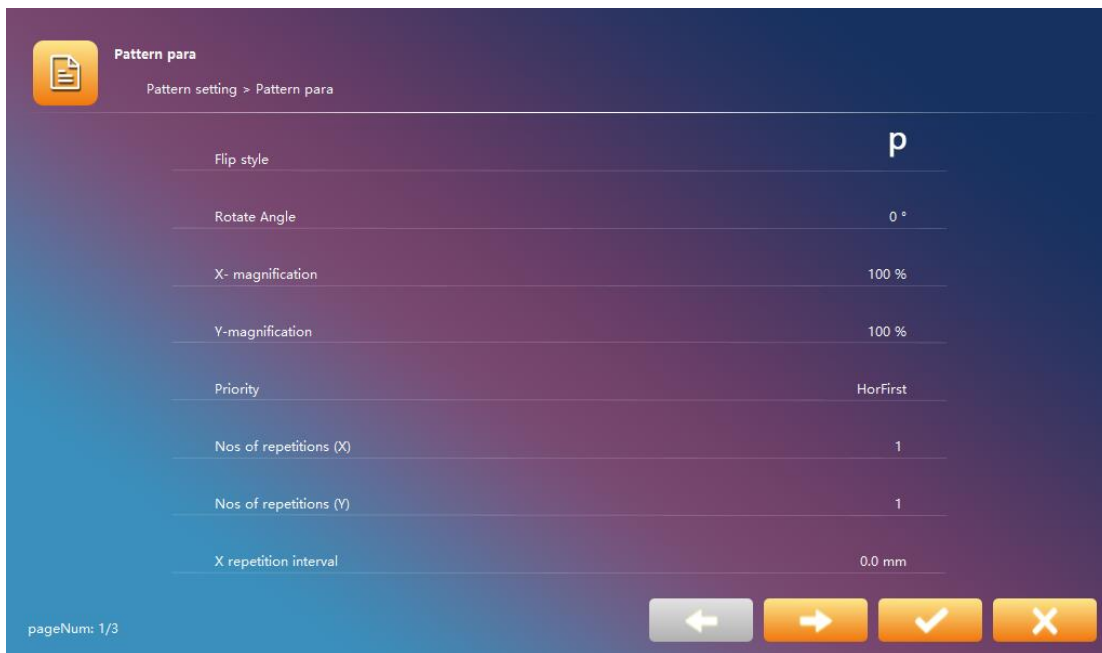 Pattern para
Pattern setting > Pattern para
Flip style p
Rotate Angle 0 °
X- magnification 100 %
Y-magnification 100 %
Priority HorFirst
Nos of repetitions (X) 1
Nos of repetitions (Y) 1
X repetition interval 0.0 mm
pageNum: 1/3